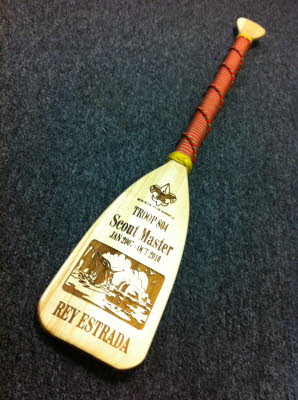 TROOP 804
Scout Master
JAN 2007 - OCT 2010
REY ESTRADA